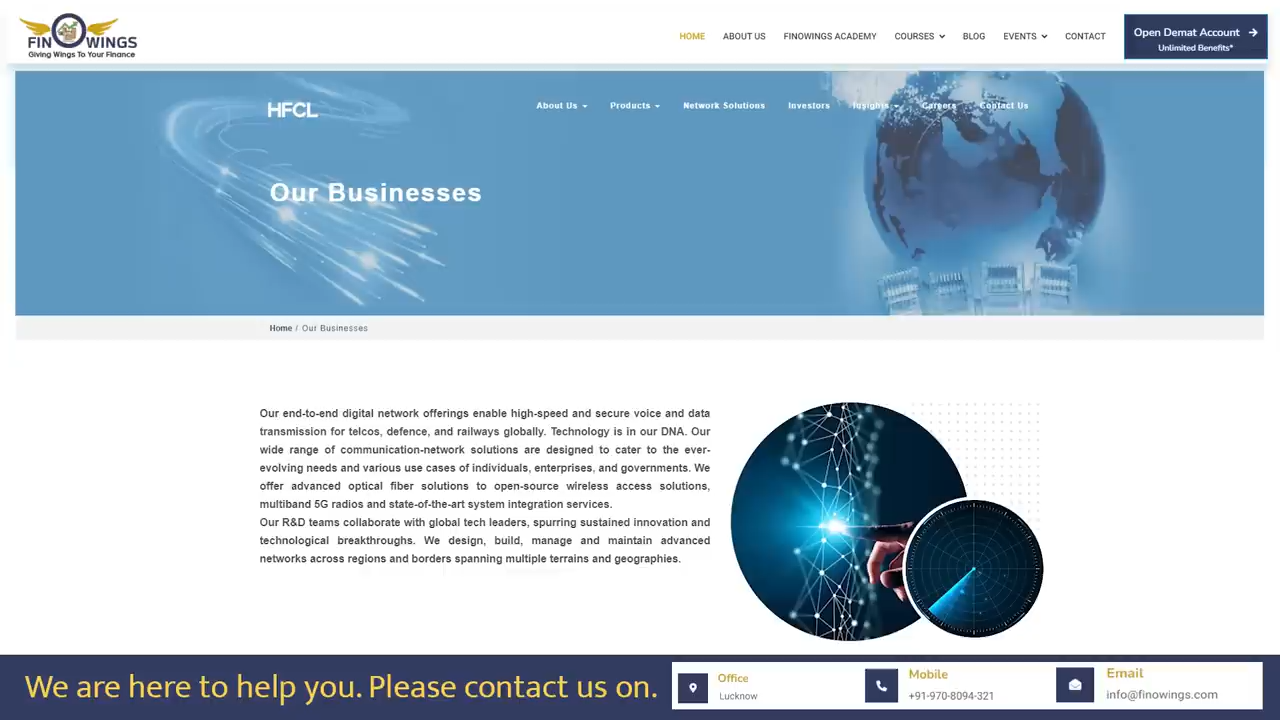 FINOWINGS
Giving Wings To Your Finance
HOME ABOUT US FINOWINGS ACADEMY COURSES BLOG EVENTS CONTACT
Open Demat Account
Unlimited Benefits*
HFCL
About Us Products Network Solutions Investors Insights Careers Contact Us
Our Businesses
Home / Our Businesses
Our end-to-end digital network offerings enable high-speed and secure voice and data
transmission for telcos, defence, and railways globally. Technology is in our DNA. Our
wide range of communication-network solutions are designed to cater to the ever-
evolving needs and various use cases of individuals, enterprises, and governments. We
offer advanced optical fiber solutions to open-source wireless access solutions,
multiband 5G radios and state-of-the-art system integration services.
Our R&D teams collaborate with global tech leaders, spurring sustained innovation and
technological breakthroughs. We design, build, manage and maintain advanced
networks across regions and borders spanning multiple terrains and geographies.
We are here to help you. Please contact us on.
Office
Lucknow
Mobile
+91-970-8094-321
Email
info@finowings.com